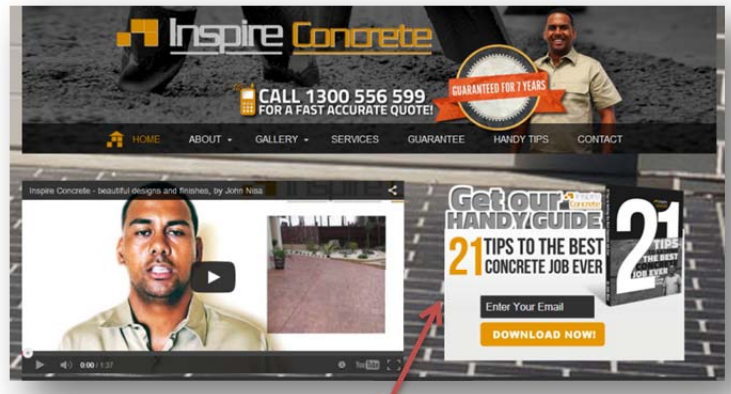 Inspire Concrete
CALL 1300 556 599
FOR A FAST ACCURATE QUOTE!
GUARANTEED FOR 7 YEARS
HOME ABOUT GALLERY SERVICES GUARANTEE HANDY TIPS CONTACT
Inspire Concrete - beautiful designs and finishes, by John Nisa
0:00 / 1:37
YouTube
Get our
Inspire Concrete
HANDY GUIDE
21 TIPS TO THE BEST
CONCRETE JOB EVER
21
TIPS
THE BEST
CONCRETE
JOB EVER
Enter Your Email
DOWNLOAD NOW!